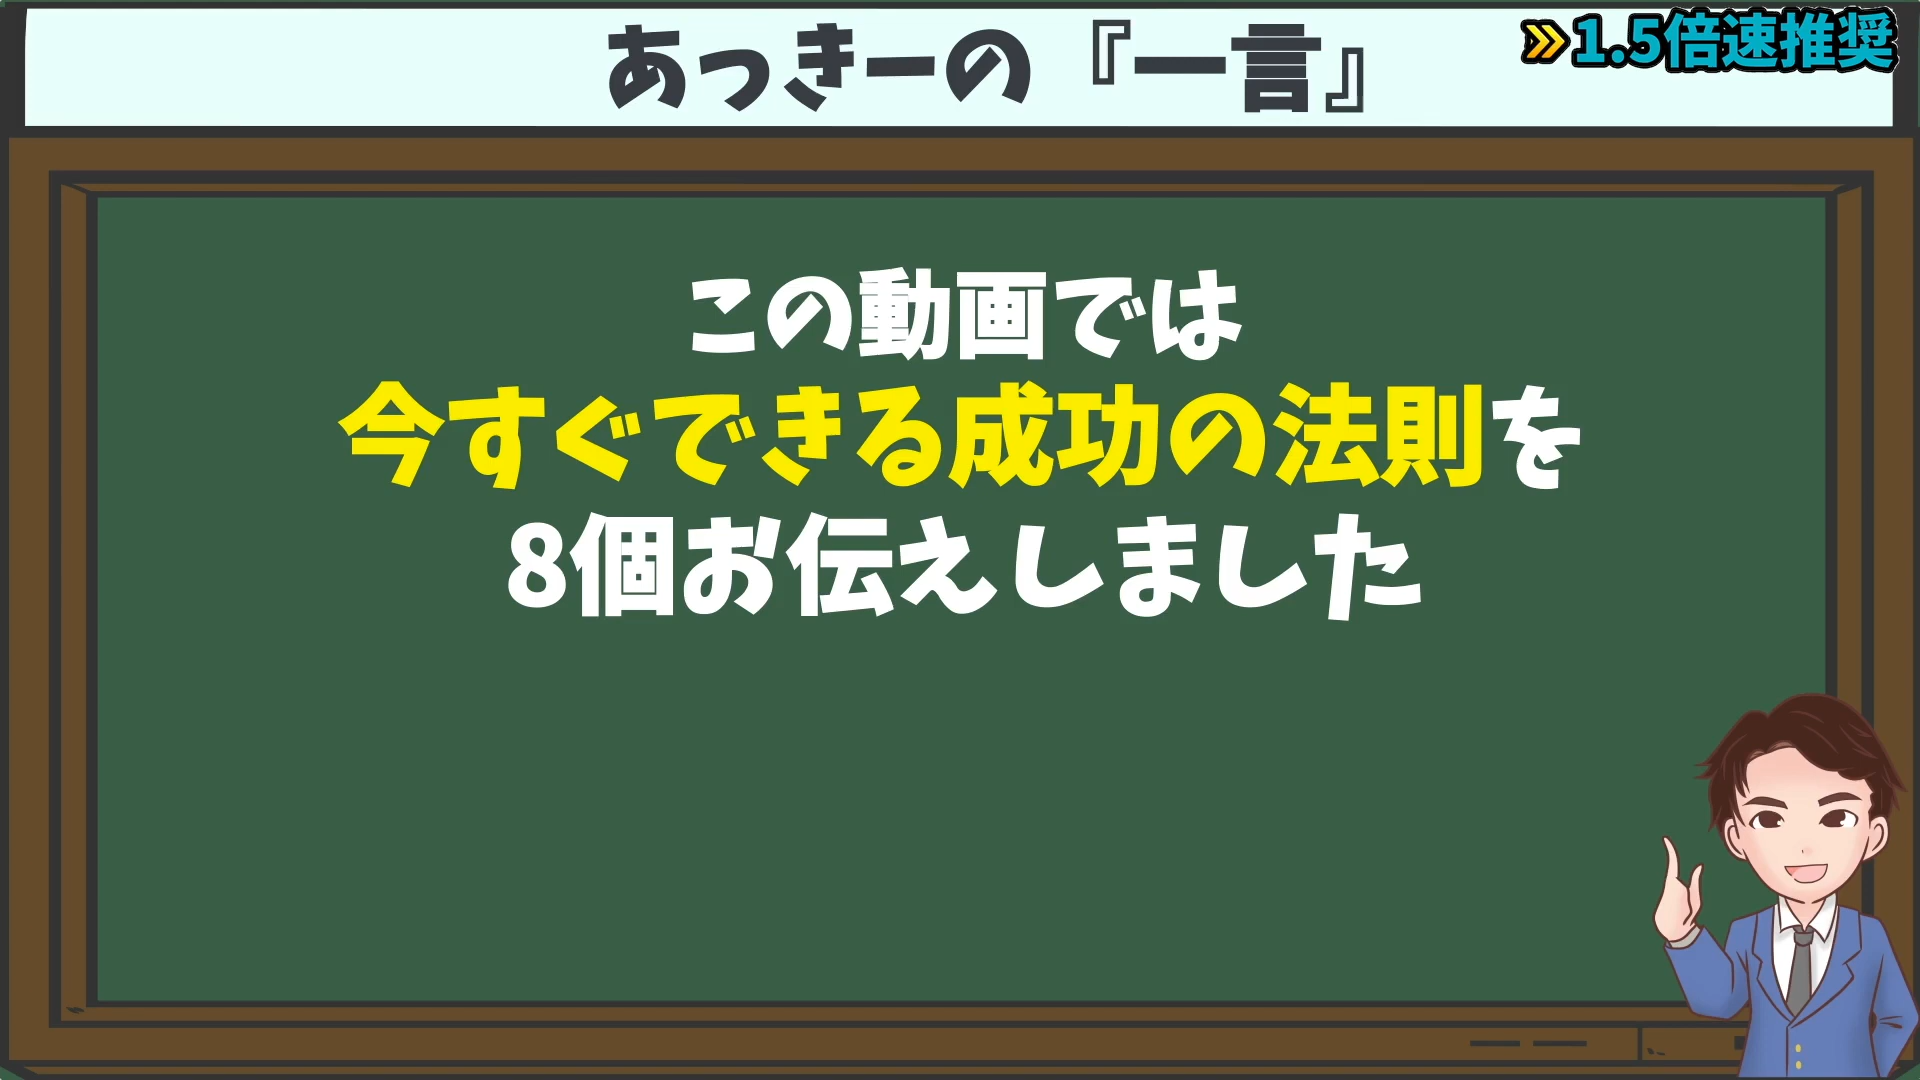 あっきーの『一言』
1.5倍速推奨
この動画では
今すぐできる成功の法則を
8個お伝えしました